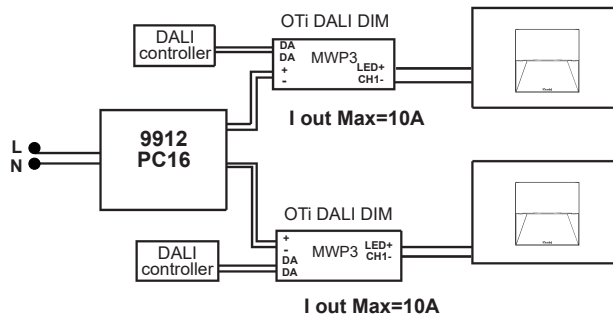 OTi DALI DIM
DALI
controller
DA
DA
+
-
MWP3
LED+
CH1-
I out Max=10A
L
N
9912
PC16
OTi DALI DIM
+
-
DA
DA
MWP3
LED+
CH1-
DALI
controller
I out Max=10A